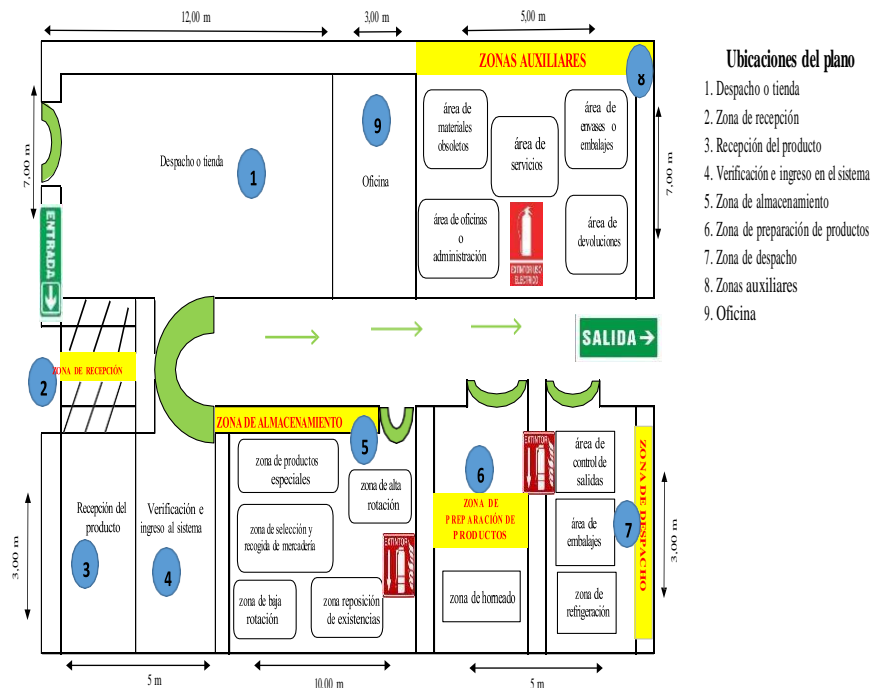 12,00 m
3,00 m
5,00 m
ZONAS AUXILIARES
8
Ubicaciones del plano
1. Despacho o tienda
2. Zona de recepción
3. Recepción del producto
4. Verificación e ingreso en el sistema
5. Zona de almacenamiento
6. Zona de preparación de productos
7. Zona de despacho
8. Zonas auxiliares
9. Oficina
7,00 m
Despacho o tienda
1
9
Oficina
área de
materiales
obsoletos
área de
servicios
área de
envases o
embalajes
área de oficinas
o
administración
EXTINTOR USO
ELÉCTRICO
área de
devoluciones
7,00 m
ENTRADA
SALIDA
ZONA DE RECEPCIÓN
2
ZONA DE ALMACENAMIENTO
5
zona de productos
especiales
zona de alta
rotación
zona de selección y
recogida de mercadería
zona de baja
rotación
zona reposición
de existencias
EXTINTOR
Recepción del
producto
3
Verificación e
ingreso al sistema
4
3,00 m
6
ZONA DE
PREPARACIÓN DE
PRODUCTOS
zona de horneado
EXTINTOR
área de
control de
salidas
área de
embalajes
zona de
refrigeración
7
ZONA DE DESPACHO
3,00 m
5 m
10,00 m
5 m